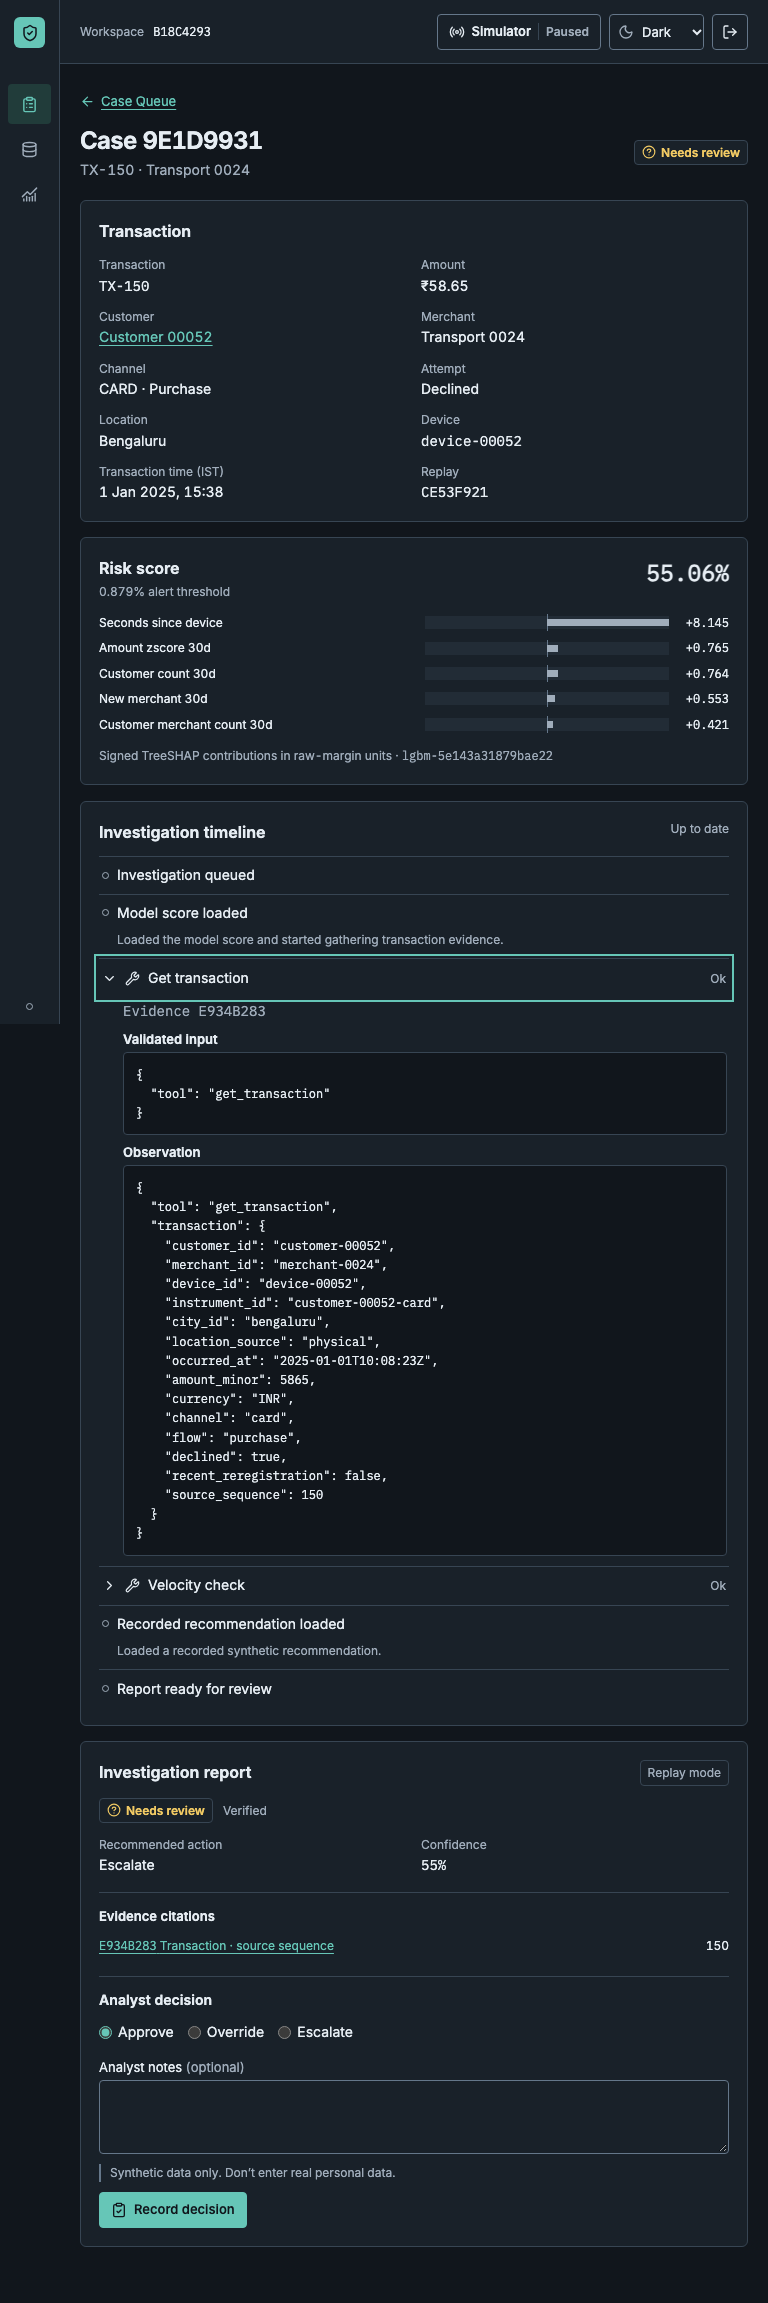 Workspace B18C4293
Simulator Paused
Dark
Case Queue
Case 9E1D9931
TX-150 · Transport 0024
Needs review
Transaction
Transaction
TX-150
Amount
₹58.65
Customer
Customer 00052
Merchant
Transport 0024
Channel
CARD · Purchase
Attempt
Declined
Location
Bengaluru
Device
device-00052
Transaction time (IST)
1 Jan 2025, 15:38
Replay
CE53F921
Risk score
55.06%
0.879% alert threshold
Seconds since device +8.145
Amount zscore 30d +0.765
Customer count 30d +0.764
New merchant 30d +0.553
Customer merchant count 30d +0.421
Signed TreeSHAP contributions in raw-margin units · lgbm-5e143a31879bae22
Investigation timeline
Up to date
Investigation queued
Model score loaded
Loaded the model score and started gathering transaction evidence.
Get transaction Ok
Evidence E934B283
Validated input
{
  "tool": "get_transaction"
}
Observation
{
  "tool": "get_transaction",
  "transaction": {
    "customer_id": "customer-00052",
    "merchant_id": "merchant-0024",
    "device_id": "device-00052",
    "instrument_id": "customer-00052-card",
    "city_id": "bengaluru",
    "location_source": "physical",
    "occurred_at": "2025-01-01T10:08:23Z",
    "amount_minor": 5865,
    "currency": "INR",
    "channel": "card",
    "flow": "purchase",
    "declined": true,
    "recent_reregistration": false,
    "source_sequence": 150
  }
}
Velocity check Ok
Recorded recommendation loaded
Loaded a recorded synthetic recommendation.
Report ready for review
Investigation report
Replay mode
Needs review Verified
Recommended action
Escalate
Confidence
55%
Evidence citations
E934B283 Transaction · source sequence 150
Analyst decision
Approve Override Escalate
Analyst notes (optional)
Synthetic data only. Don't enter real personal data.
Record decision